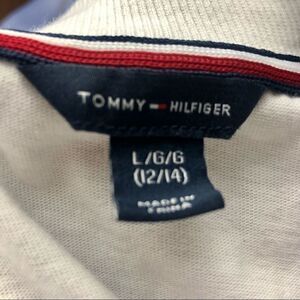 TOMMY HILFIGER
L/G/G
(12/14)
MADE IN
CHINA